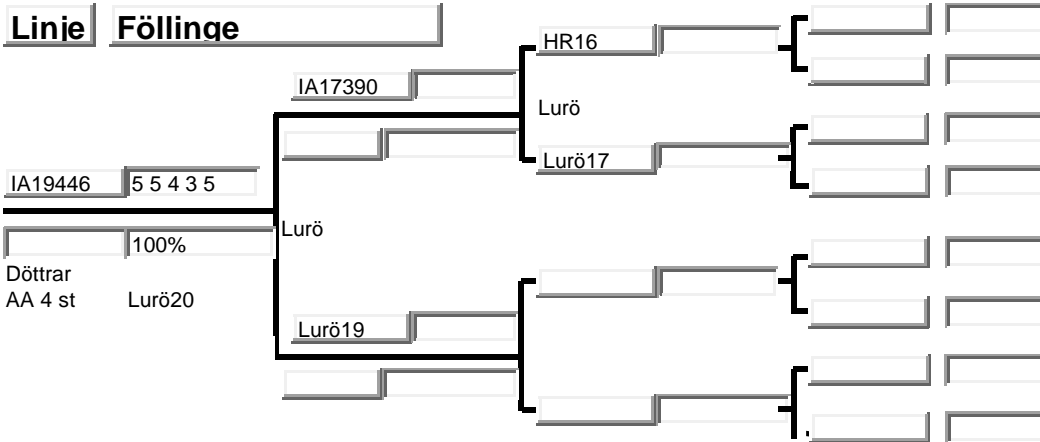 Linje Föllinge
HR16
IA17390
Lurö
Lurö17
IA19446 5 5 4 3 5
Lurö
100%
Döttrar
AA 4 st Lurö20
Lurö19